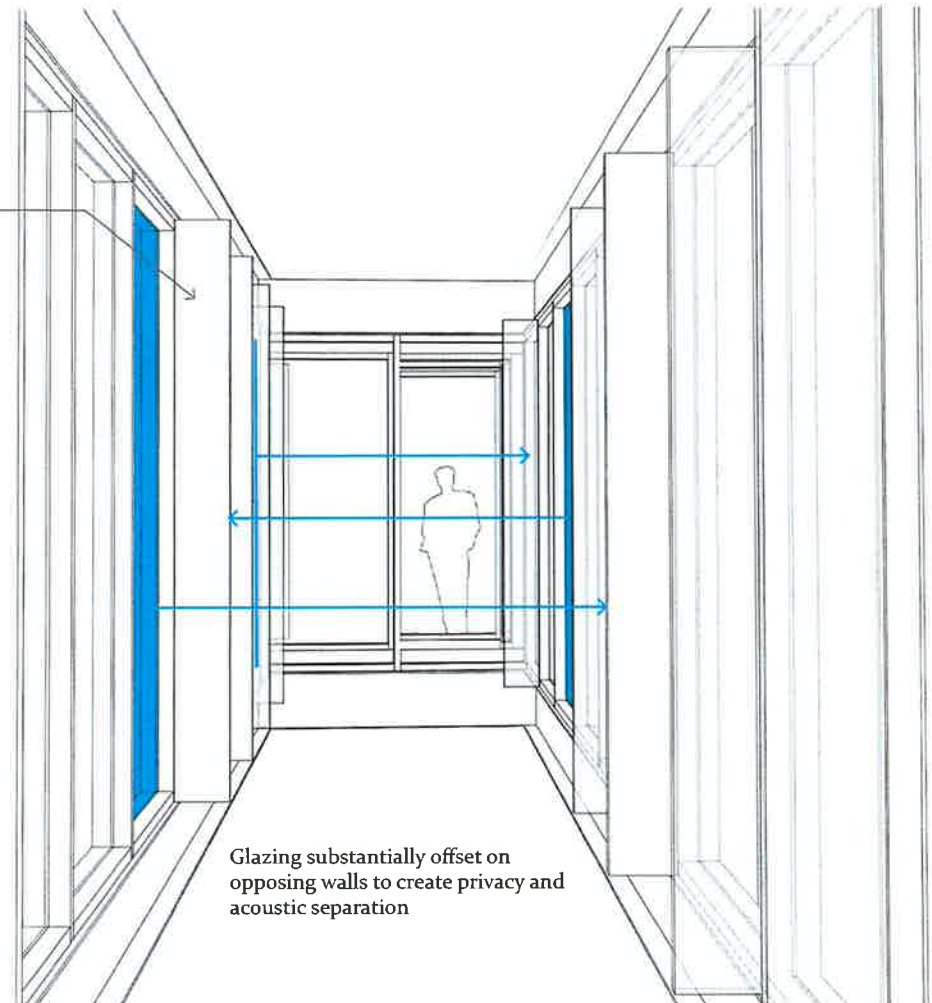 Glazing substantially offset on
opposing walls to create privacy and
acoustic separation